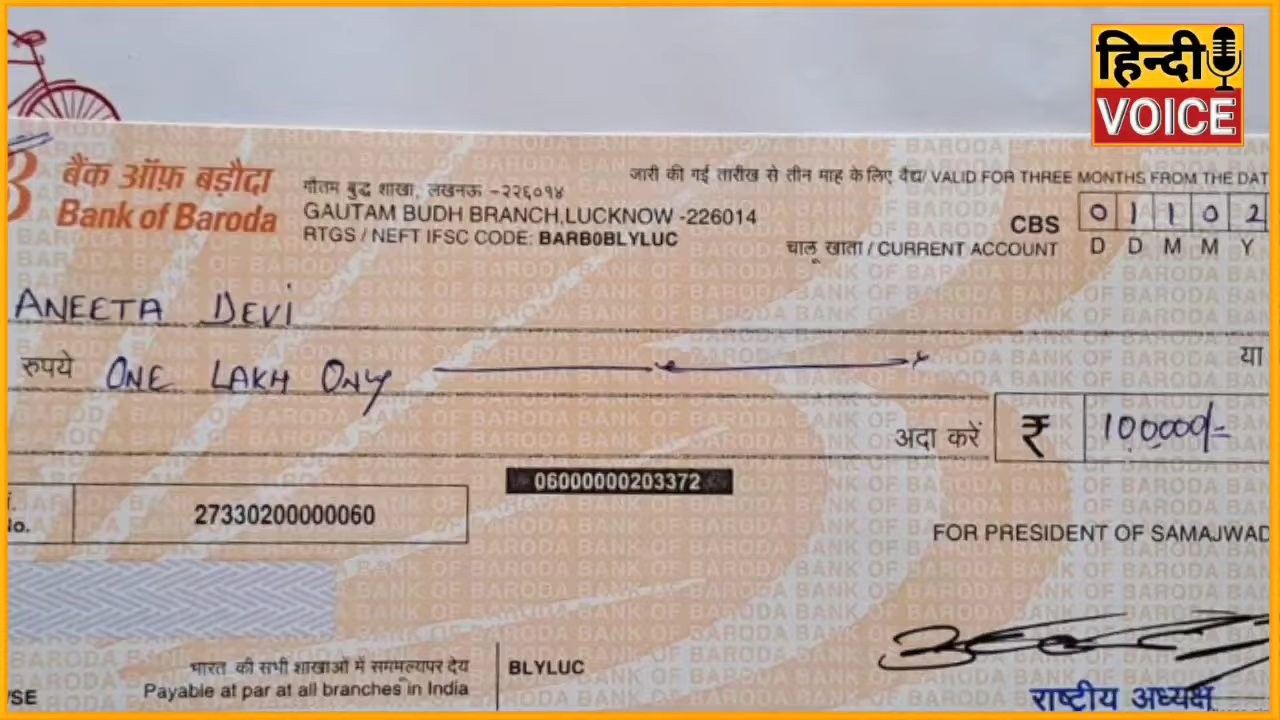 हिन्दी
VOICE
बैंक ऑफ़ बड़ौदा
Bank of Baroda
गौतम बुद्ध शाखा, लखनऊ -२२६०१४
GAUTAM BUDH BRANCH,LUCKNOW -226014
RTGS / NEFT IFSC CODE: BARB0BLYLUC
जारी की गई तारीख से तीन माह के लिए वैद्य/ VALID FOR THREE MONTHS FROM THE DAT
CBS
0 1 1 0 2
चालू खाता / CURRENT ACCOUNT
D D M M Y
ANEETA DEVI
रुपये ONE LAKH ONY
या
अदा करें ₹ 100000/=
06000000203372
No.
27330200000060
FOR PRESIDENT OF SAMAJWAD
भारत की सभी शाखाओं में सममूल्यपर देय
Payable at par at all branches in India
BLYLUC
राष्ट्रीय अध्यक्ष